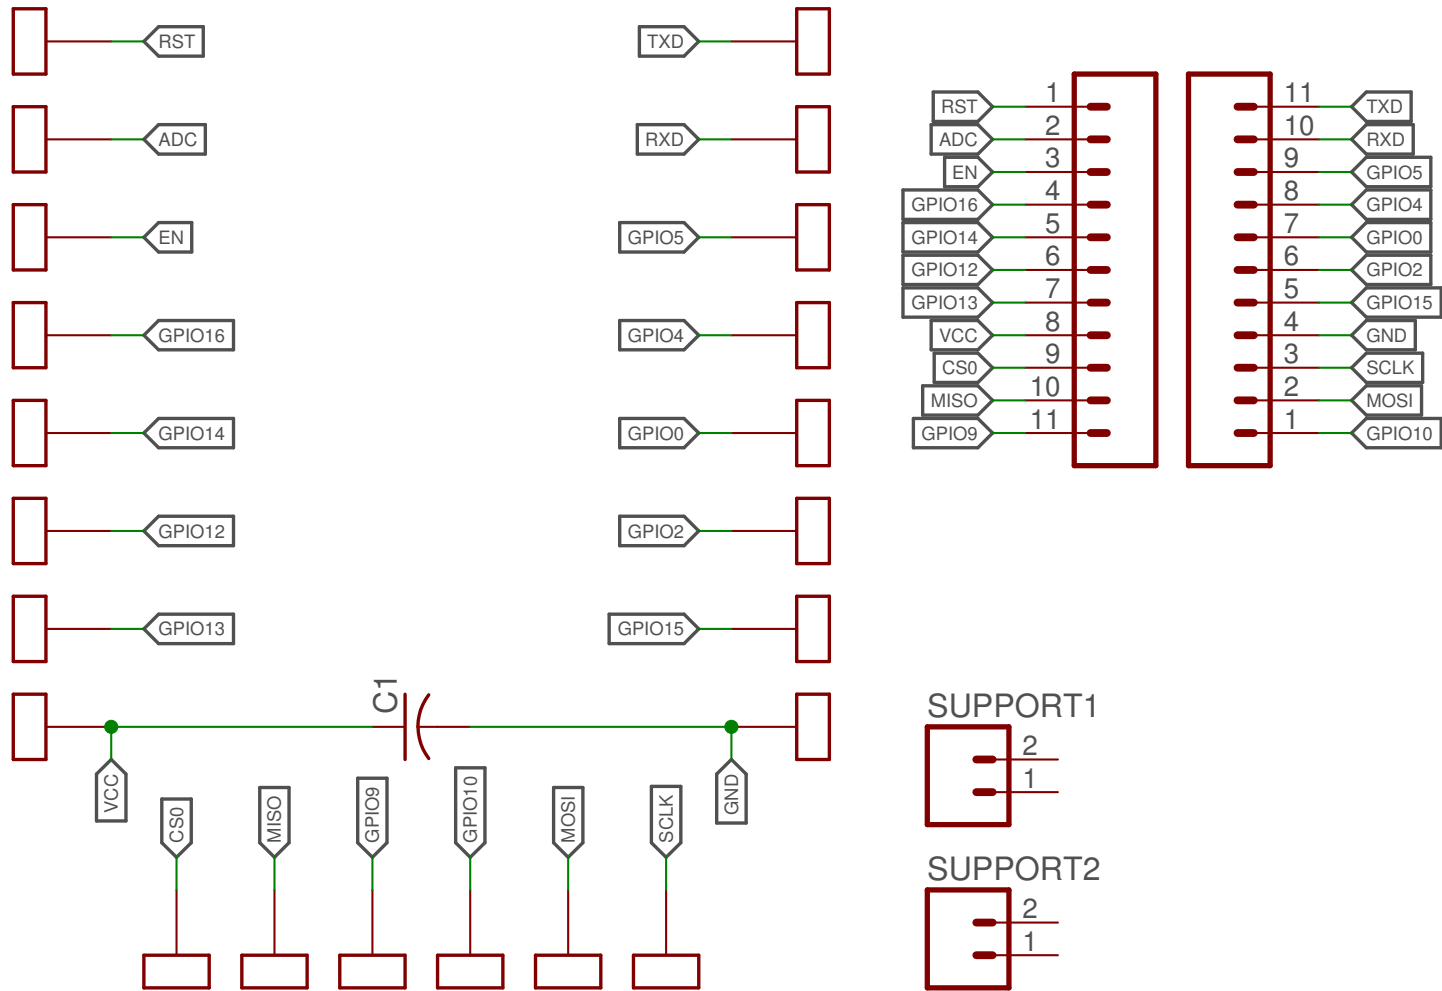 RST
TXD
ADC
RXD
EN
GPIO5
GPIO16
GPIO4
GPIO14
GPIO0
GPIO12
GPIO2
GPIO13
GPIO15
C1
VCC
CS0
MISO
GPIO9
GPIO10
MOSI
SCLK
GND
RST 1
ADC 2
EN 3
GPIO16 4
GPIO14 5
GPIO12 6
GPIO13 7
VCC 8
CS0 9
MISO 10
GPIO9 11
11 TXD
10 RXD
9 GPIO5
8 GPIO4
7 GPIO0
6 GPIO2
5 GPIO15
4 GND
3 SCLK
2 MOSI
1 GPIO10
SUPPORT1
2
1
SUPPORT2
2
1